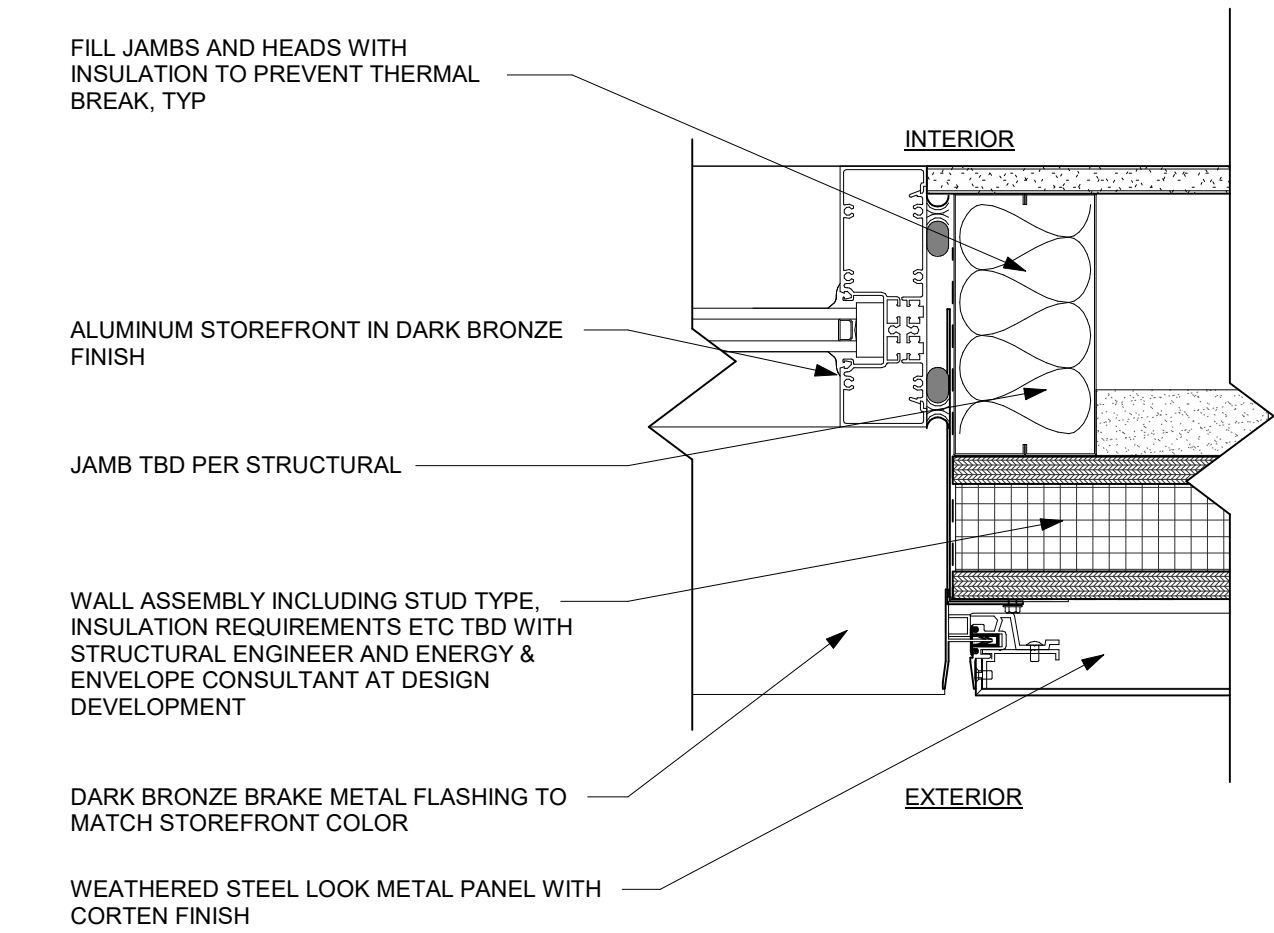 FILL JAMBS AND HEADS WITH
INSULATION TO PREVENT THERMAL
BREAK, TYP
INTERIOR
ALUMINUM STOREFRONT IN DARK BRONZE
FINISH
JAMB TBD PER STRUCTURAL
WALL ASSEMBLY INCLUDING STUD TYPE,
INSULATION REQUIREMENTS ETC TBD WITH
STRUCTURAL ENGINEER AND ENERGY &
ENVELOPE CONSULTANT AT DESIGN
DEVELOPMENT
DARK BRONZE BRAKE METAL FLASHING TO
MATCH STOREFRONT COLOR
EXTERIOR
WEATHERED STEEL LOOK METAL PANEL WITH
CORTEN FINISH